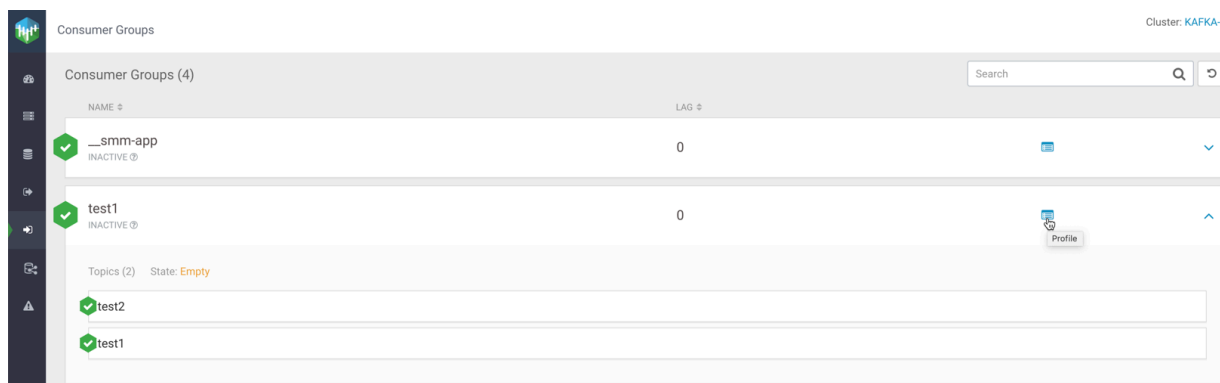 Consumer Groups
Cluster: KAFKA-
Consumer Groups (4)
Search
NAME
LAG
__smm-app
0
INACTIVE
test1
0
INACTIVE
Profile
Topics (2) State: Empty
test2
test1